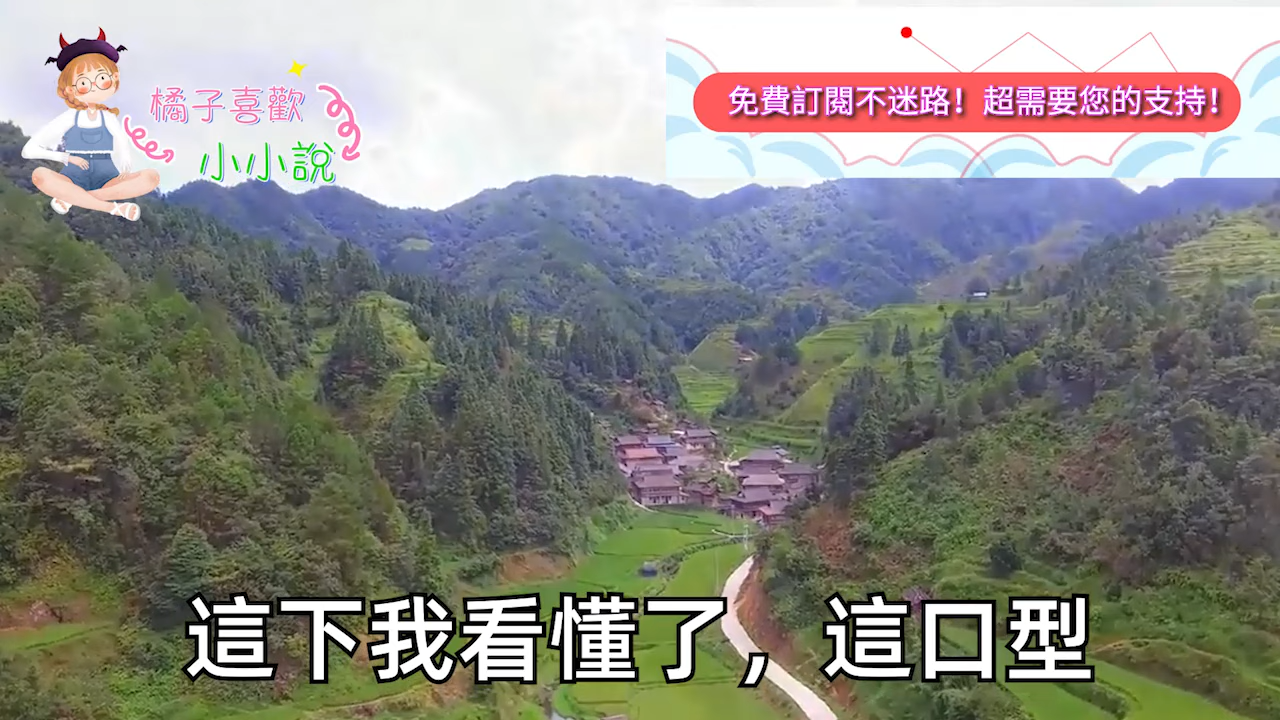 橘子喜歡
小小說
免費訂閱不迷路！超需要您的支持！
這下我看懂了，這口型